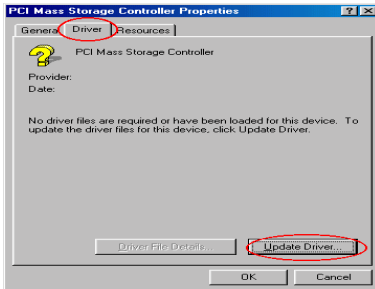 PCI Mass Storage Controller Properties
General Driver Resources
PCI Mass Storage Controller
Provider:
Date:
No driver files are required or have been loaded for this device. To
update the driver files for this device, click Update Driver.
Driver File Details... Update Driver...
OK Cancel